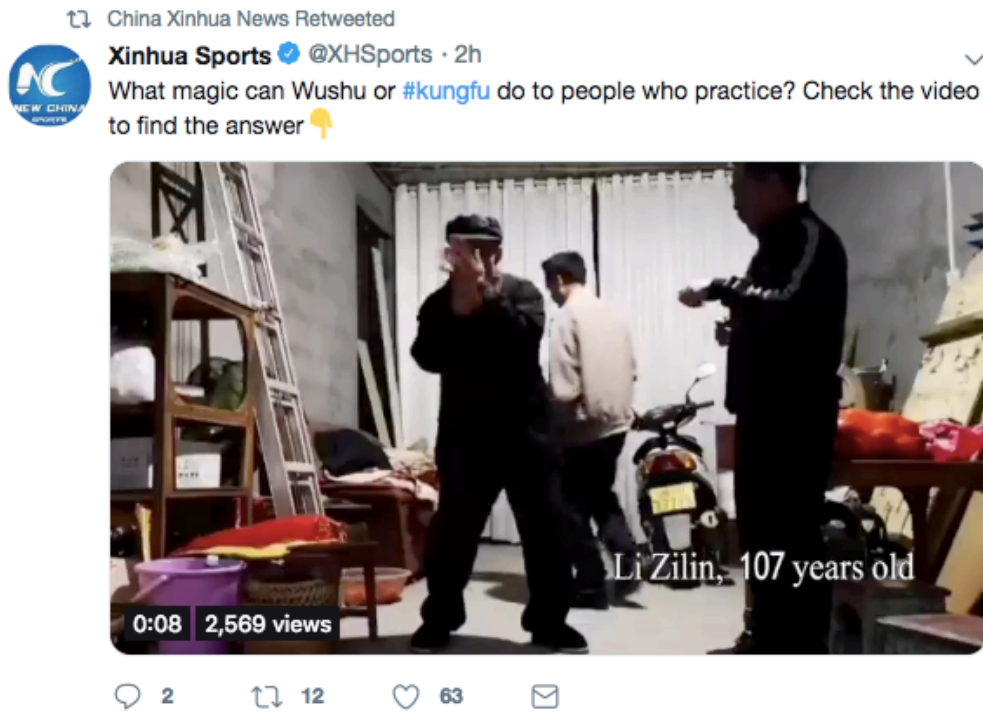 China Xinhua News Retweeted
Xinhua Sports @XHSports · 2h
NEW CHINA
SPORTS
What magic can Wushu or #kungfu do to people who practice? Check the video
to find the answer
Li Zilin, 107 years old
0:08 2,569 views
2 12 63